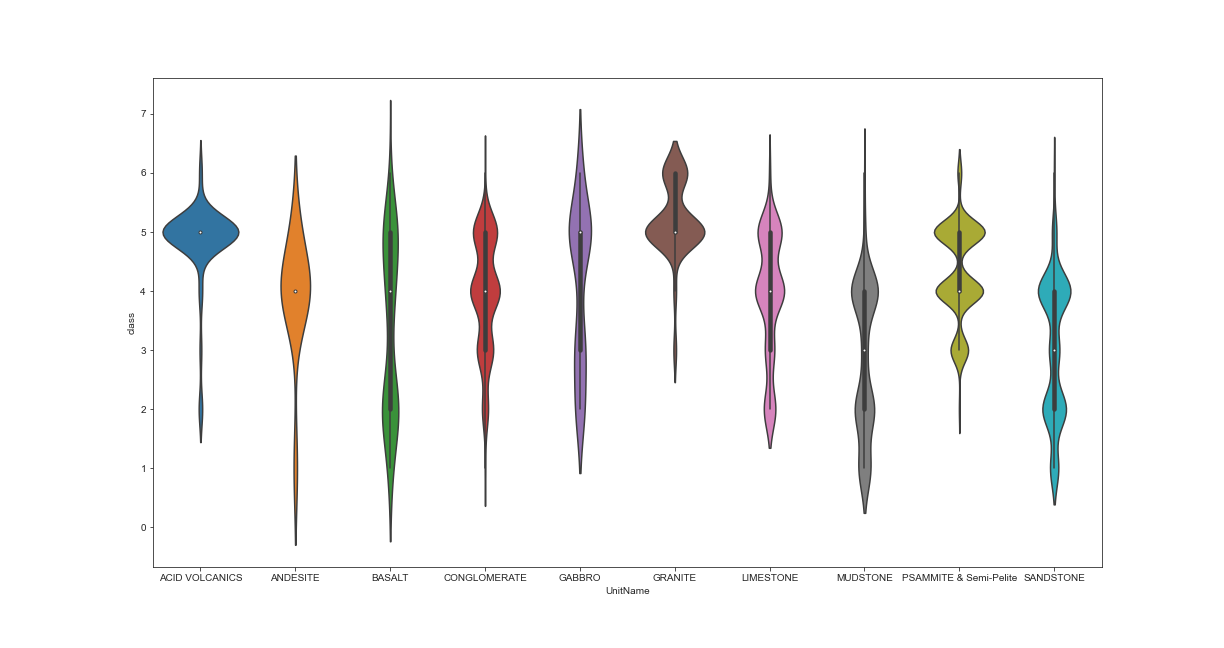 7
6
5
4
3
2
1
0
class
ACID VOLCANICS ANDESITE BASALT CONGLOMERATE GABBRO GRANITE LIMESTONE MUDSTONE PSAMMITE & Semi-Pelite SANDSTONE
UnitName